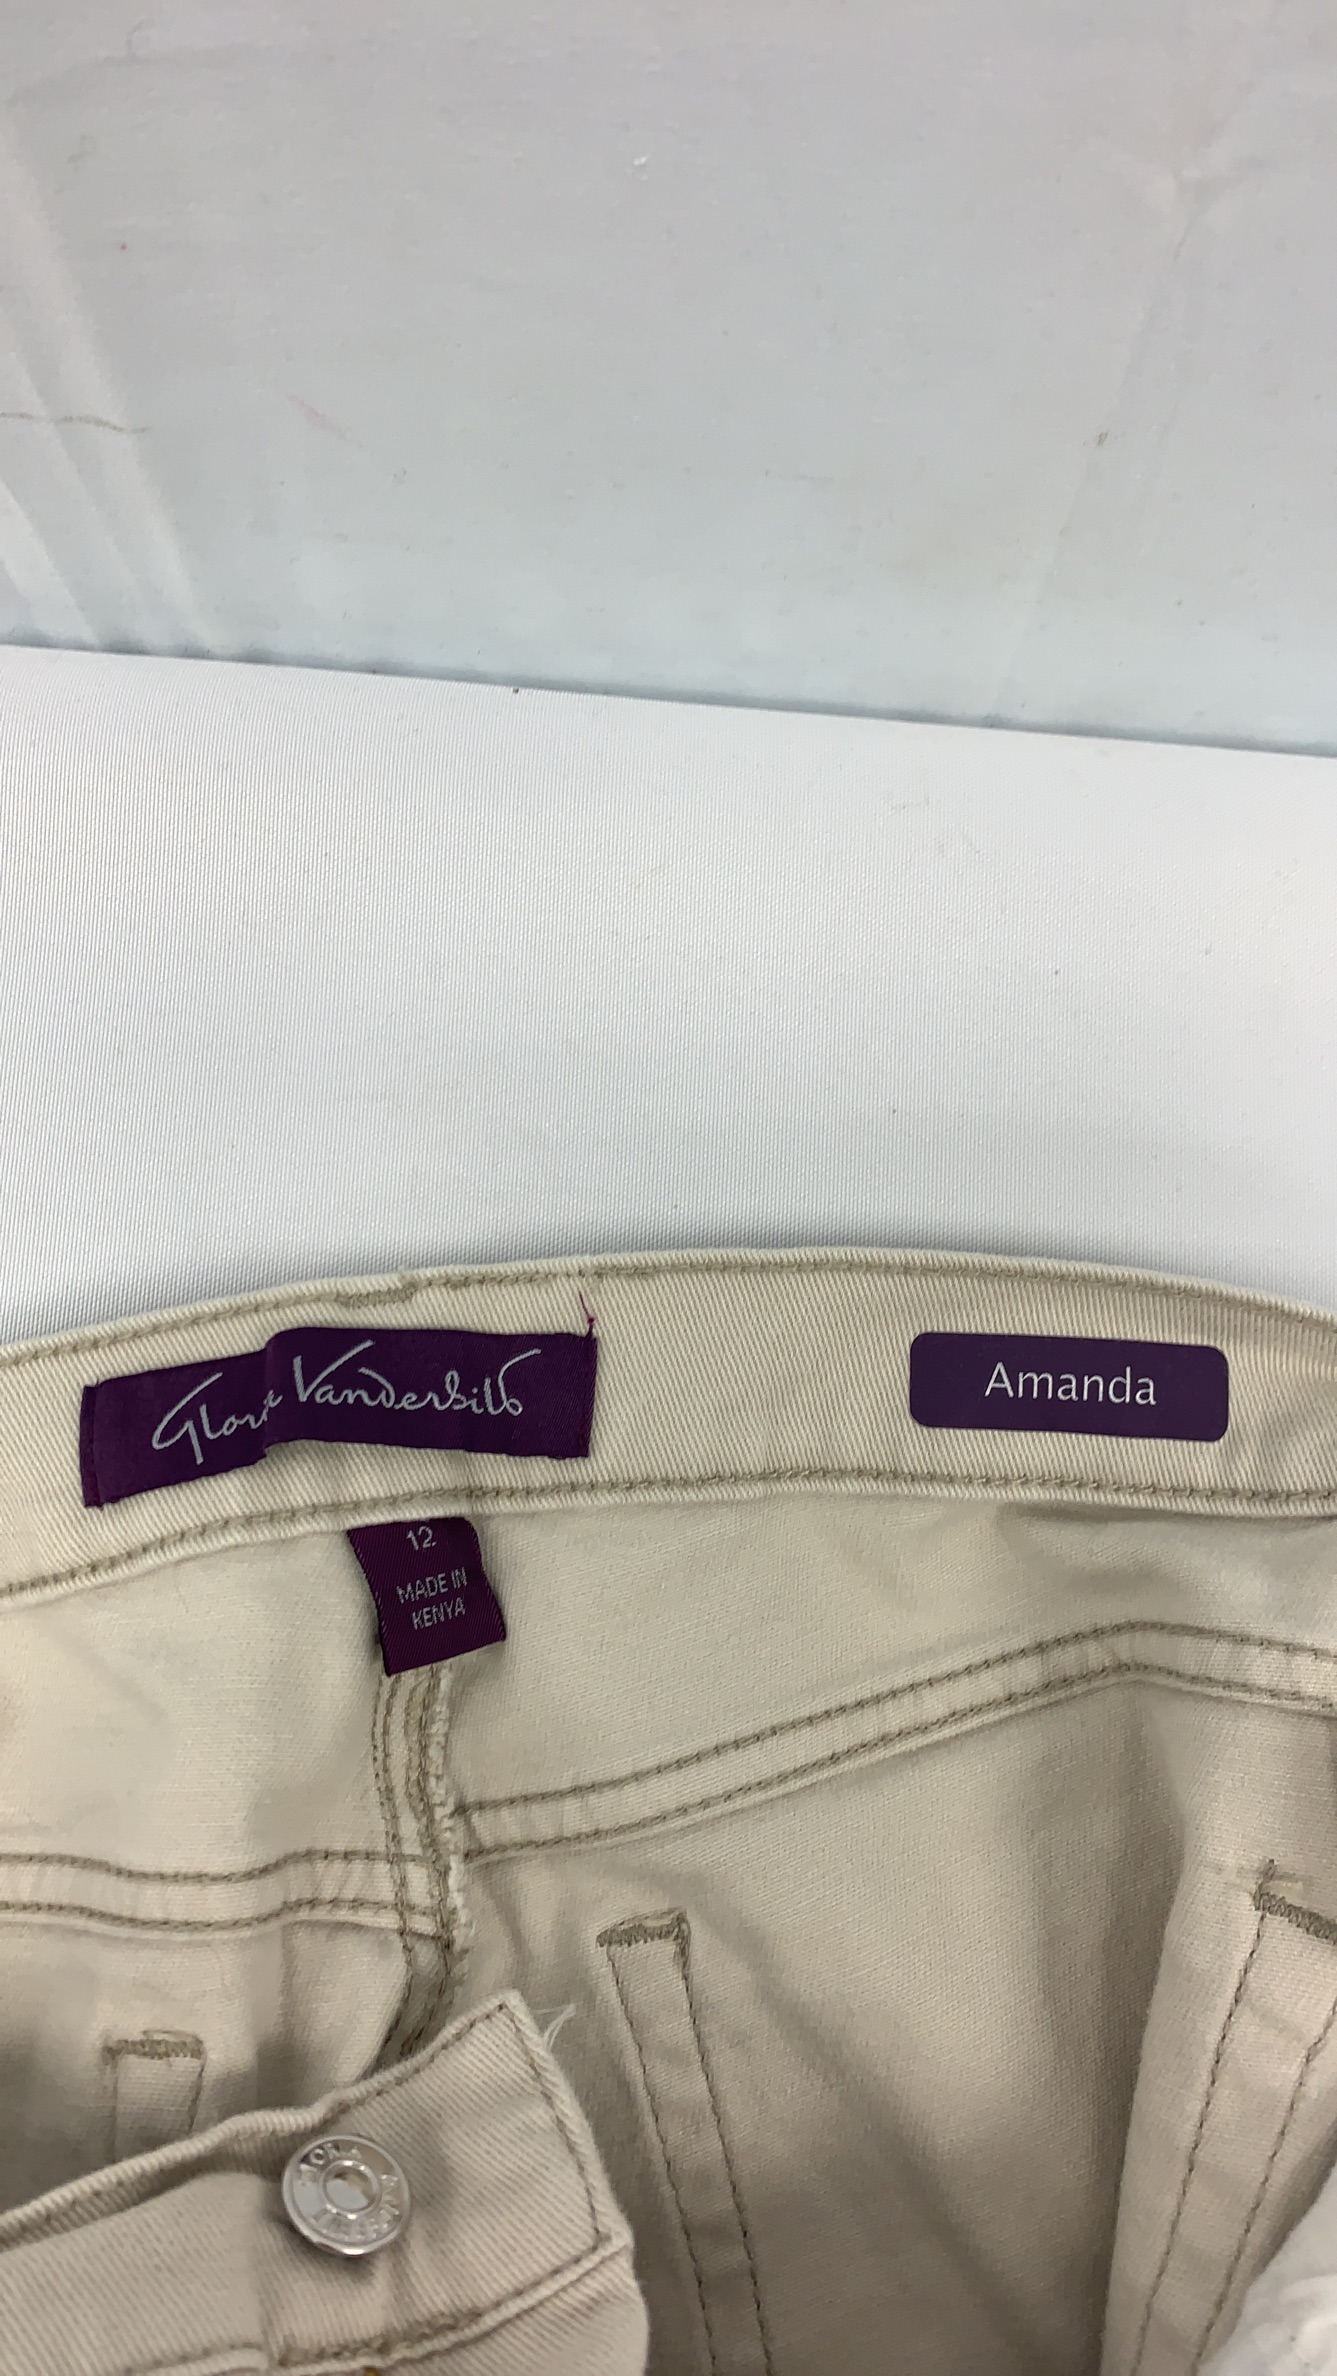 Gloria Vanderbilt
Amanda
12
MADE IN
KENYA